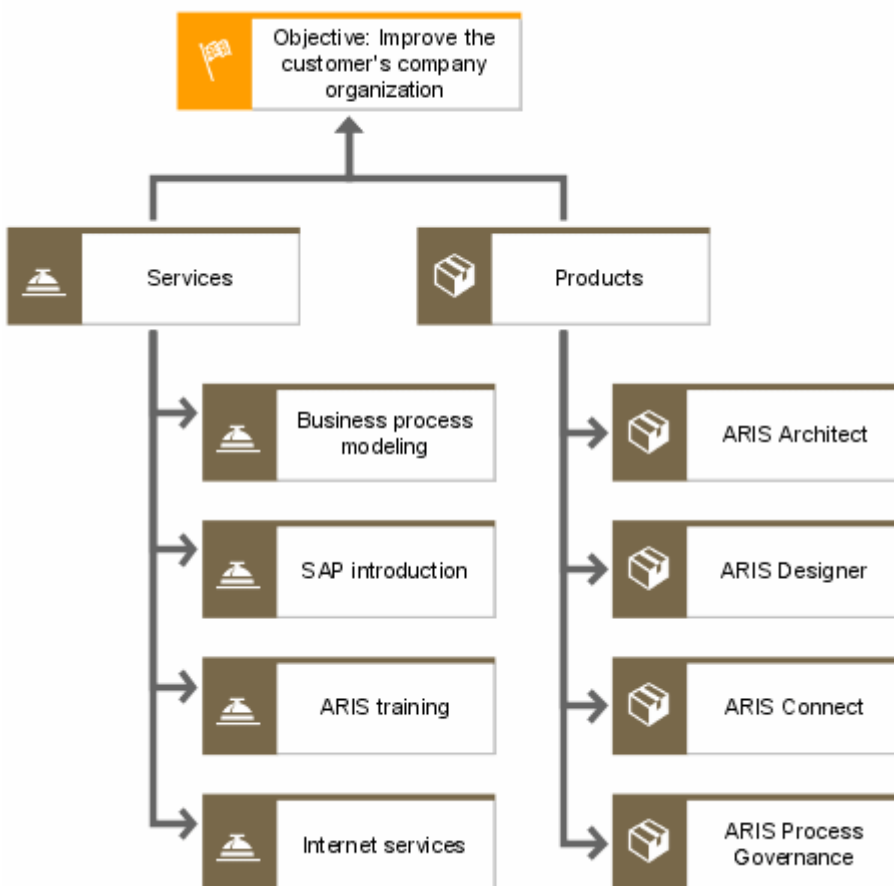 Objective: Improve the
customer's company
organization
Services
Products
Business process
modeling
ARIS Architect
SAP introduction
ARIS Designer
ARIS training
ARIS Connect
Internet services
ARIS Process
Governance